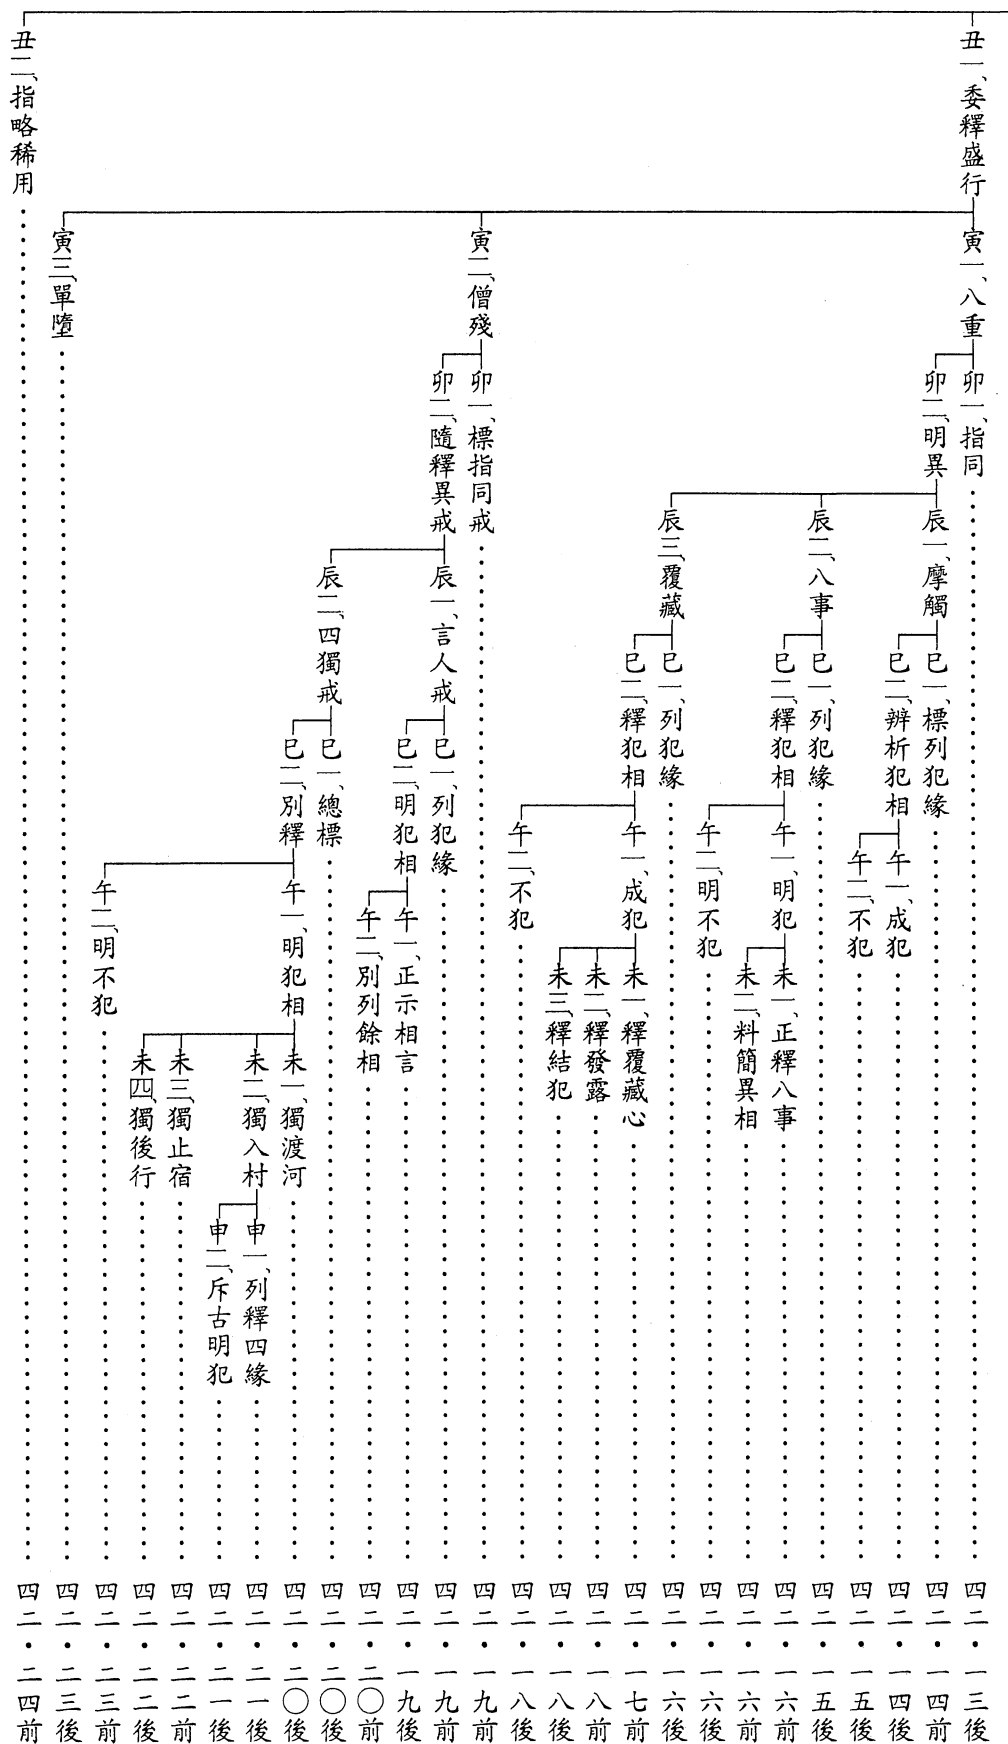 丑一、委釋盛行
寅一、八重
卯一、指同 四二·一三後
卯二、明異
辰一、摩觸
巳一、標列犯緣 四二·一四前
巳二、辨析犯相
午一、成犯 四二·一四後
午二、不犯 四二·一五後
辰二、八事
巳一、列犯緣 四二·一五後
巳二、釋犯相
午一、明犯
未一、正釋八事 四二·一六前
未二、料簡異相 四二·一六前
午二、明不犯 四二·一六後
辰三、覆藏
巳一、列犯緣 四二·一六後
巳二、釋犯相
午一、成犯
未一、釋覆藏心 四二·一七前
未二、釋發露 四二·一八前
未三、釋結犯 四二·一八後
午二、不犯 四二·一八後
寅二、僧殘
卯一、標指同戒 四二·一九前
卯二、隨釋異戒
辰一、言人戒
巳一、列犯緣 四二·一九前
巳二、明犯相
午一、正示相言 四二·一九後
午二、別列餘相 四二·二〇前
辰二、四獨戒
巳一、總標 四二·二〇後
巳二、別釋
午一、明犯相
未一、獨渡河 四二·二〇後
未二、獨入村
申一、列釋四緣 四二·二一後
申二、斥古明犯 四二·二一後
未三、獨止宿 四二·二二前
未四、獨後行 四二·二二後
午二、明不犯 四二·二三前
寅三、單墮 四二·二三後
丑二、指略稀用 四二·二四前